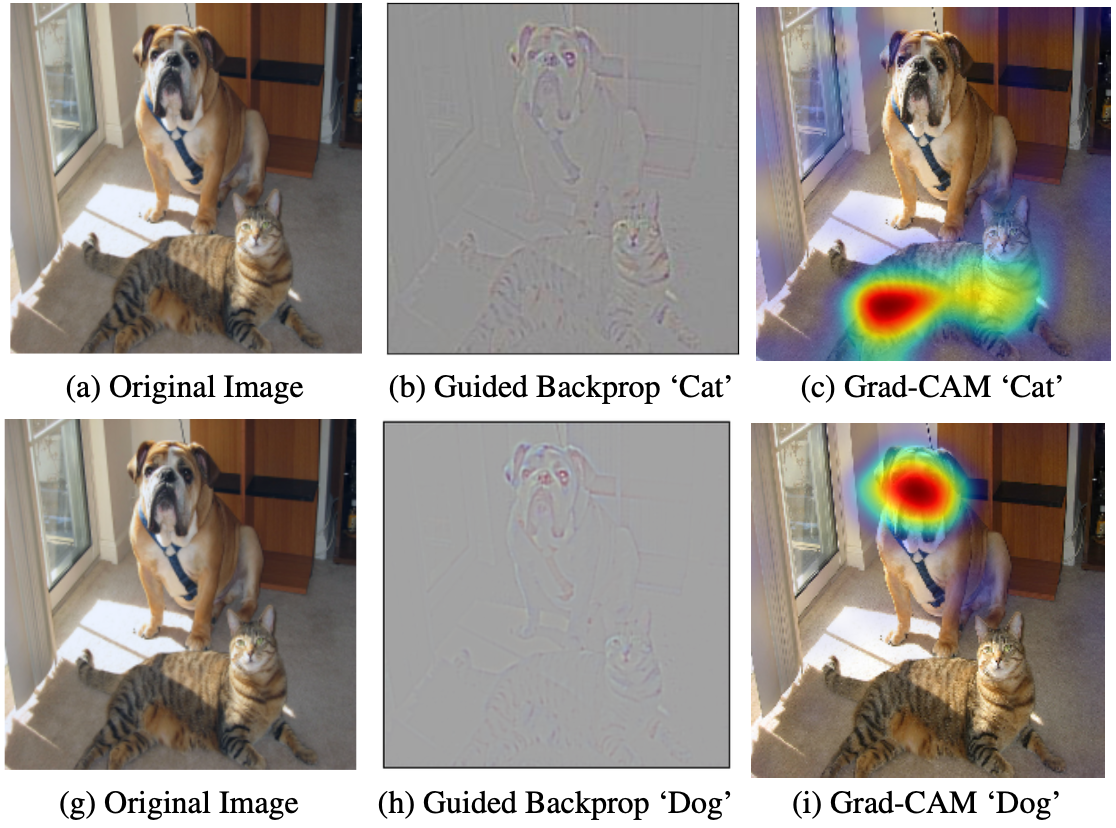 (a) Original Image
(b) Guided Backprop ‘Cat’
(c) Grad-CAM ‘Cat’
(g) Original Image
(h) Guided Backprop ‘Dog’
(i) Grad-CAM ‘Dog’